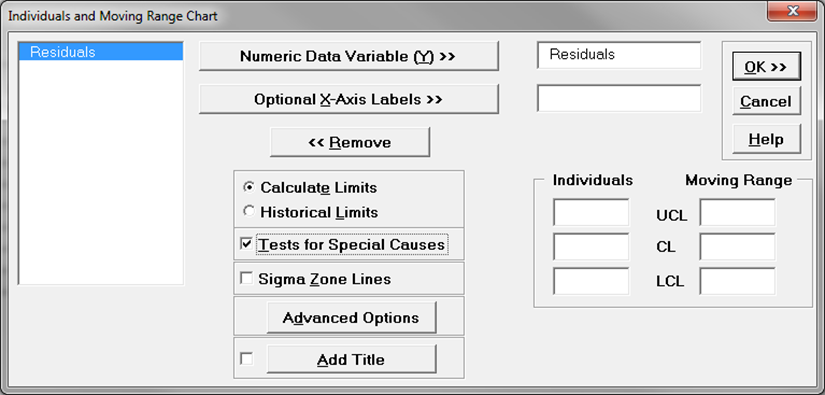 Individuals and Moving Range Chart
Residuals
Numeric Data Variable (Y) >>
Residuals
Optional X-Axis Labels >>
<< Remove
OK >>
Cancel
Help
Calculate Limits
Historical Limits
Tests for Special Causes
Sigma Zone Lines
Advanced Options
Add Title
Individuals Moving Range
UCL
CL
LCL